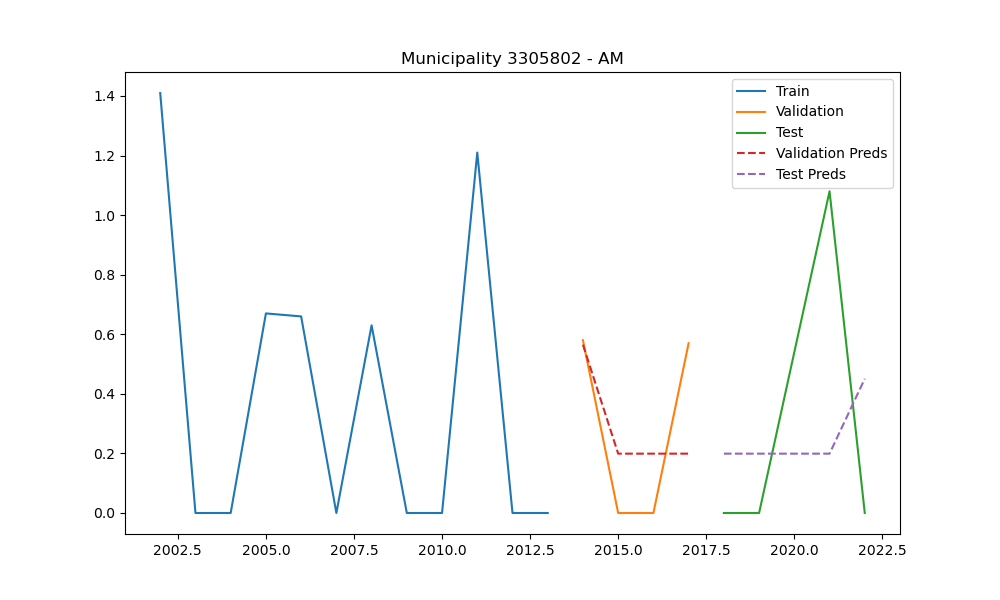 Municipality 3305802 - AM
1.4
1.2
1.0
0.8
0.6
0.4
0.2
0.0
2002.5 2005.0 2007.5 2010.0 2012.5 2015.0 2017.5 2020.0 2022.5
Train
Validation
Test
Validation Preds
Test Preds